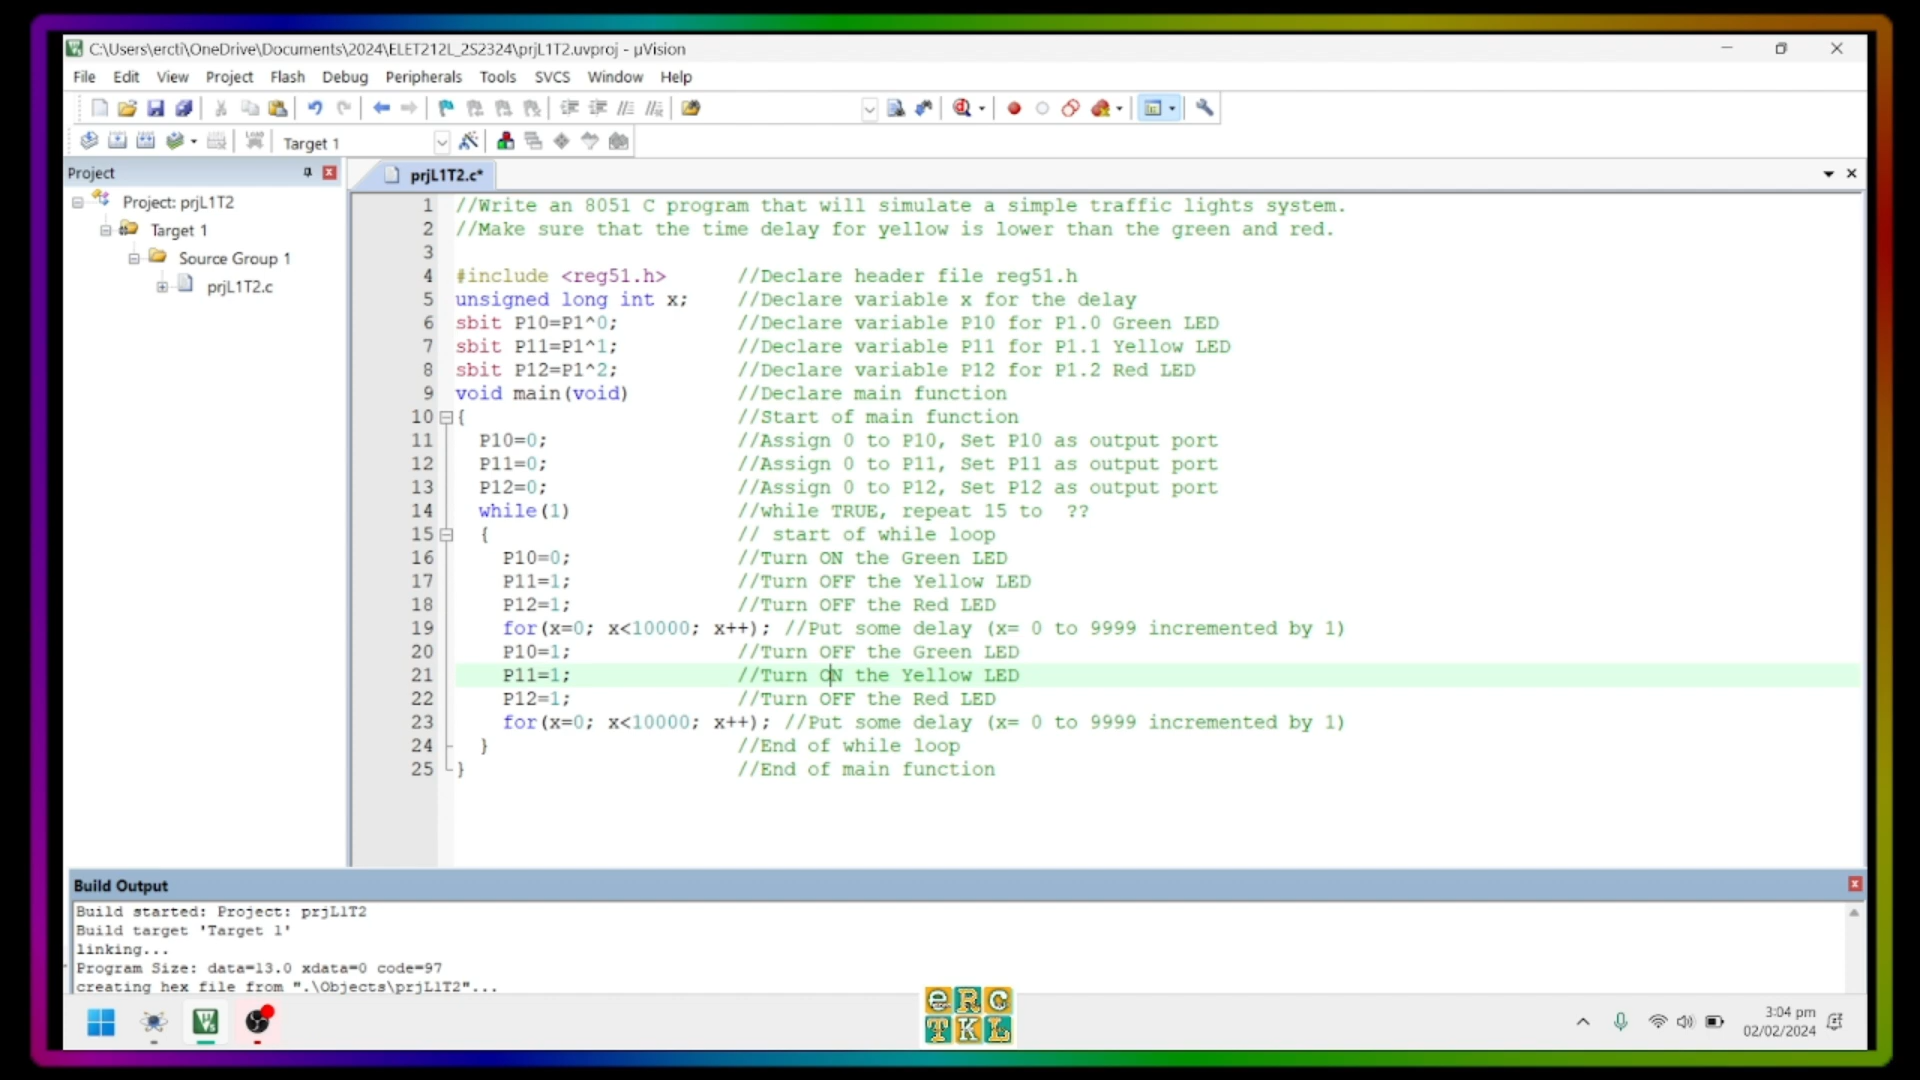 C:\Users\ercti\OneDrive\Documents\2024\ELET212L_2S2324\prjL1T2.uvproj - µVision
File Edit View Project Flash Debug Peripherals Tools SVCS Window Help
LOAD Target 1
Project
prjL1T2.c*
Project: prjL1T2
Target 1
Source Group 1
prjL1T2.c
1 //Write an 8051 C program that will simulate a simple traffic lights system.
2 //Make sure that the time delay for yellow is lower than the green and red.
3
4 #include <reg51.h> //Declare header file reg51.h
5 unsigned long int x; //Declare variable x for the delay
6 sbit P10=P1^0; //Declare variable P10 for P1.0 Green LED
7 sbit P11=P1^1; //Declare variable P11 for P1.1 Yellow LED
8 sbit P12=P1^2; //Declare variable P12 for P1.2 Red LED
9 void main(void) //Declare main function
10 { //Start of main function
11 P10=0; //Assign 0 to P10, Set P10 as output port
12 P11=0; //Assign 0 to P11, Set P11 as output port
13 P12=0; //Assign 0 to P12, Set P12 as output port
14 while(1) //while TRUE, repeat 15 to ??
15 { // start of while loop
16 P10=0; //Turn ON the Green LED
17 P11=1; //Turn OFF the Yellow LED
18 P12=1; //Turn OFF the Red LED
19 for(x=0; x<10000; x++); //Put some delay (x= 0 to 9999 incremented by 1)
20 P10=1; //Turn OFF the Green LED
21 P11=1; //Turn ON the Yellow LED
22 P12=1; //Turn OFF the Red LED
23 for(x=0; x<10000; x++); //Put some delay (x= 0 to 9999 incremented by 1)
24 } //End of while loop
25 } //End of main function
Build Output
Build started: Project: prjL1T2
Build target 'Target 1'
linking...
Program Size: data=13.0 xdata=0 code=97
creating hex file from ".\Objects\prjL1T2"...
eRC
TKL
3:04 pm
02/02/2024